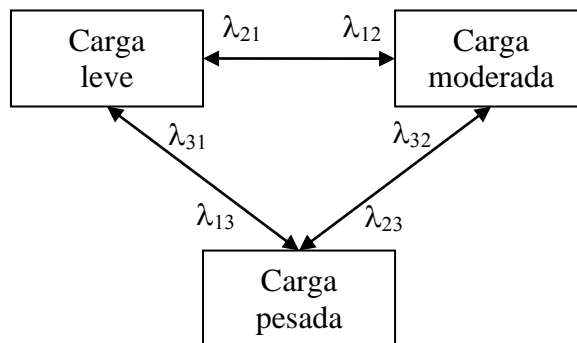 Carga
leve
λ21
λ12
Carga
moderada
λ31
λ32
λ13
λ23
Carga
pesada